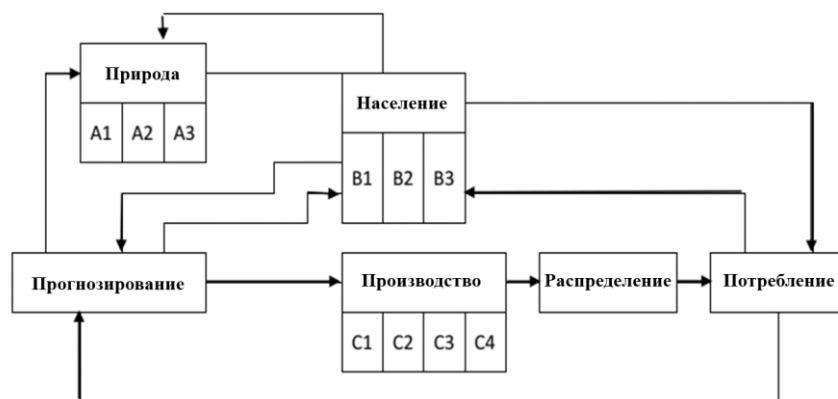 Природа
A1 A2 A3
Население
B1 B2 B3
Прогнозирование
Производство
Распределение
Потребление
C1 C2 C3 C4